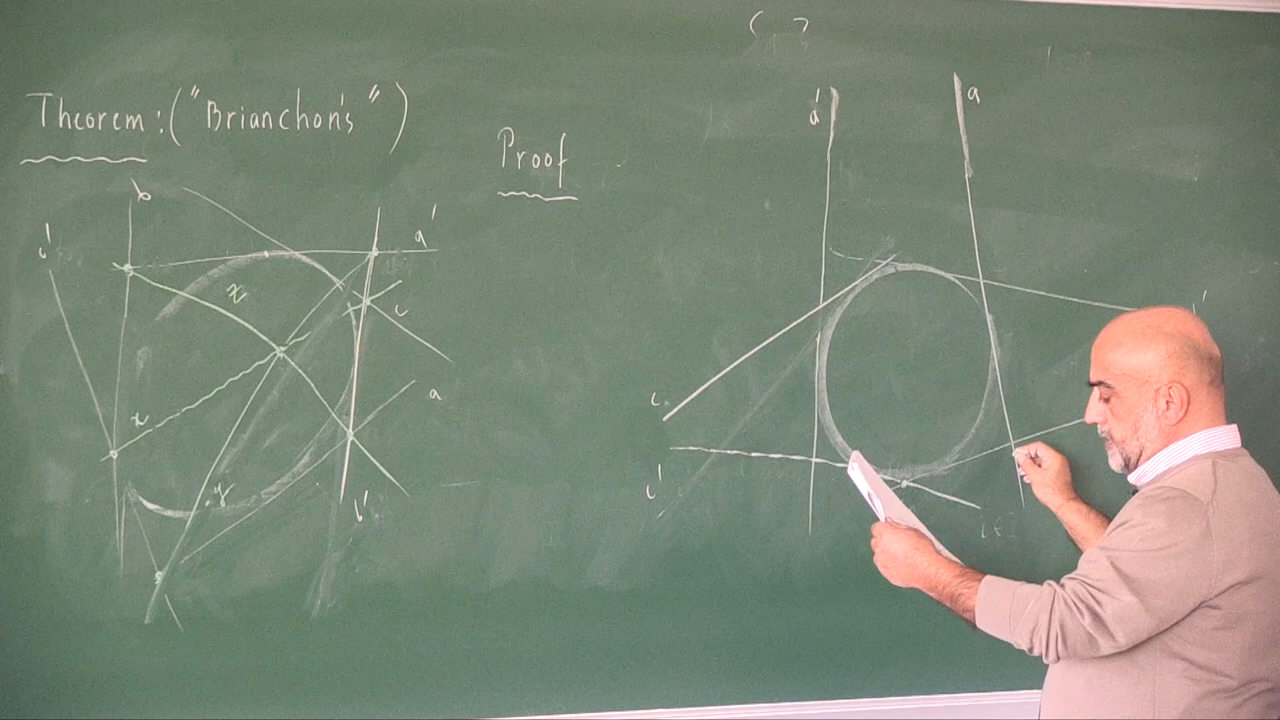 Theorem : ("Brianchon's")
Proof
b
c'
a'
x
c
x
a
y
b'
a'
a
c
c'